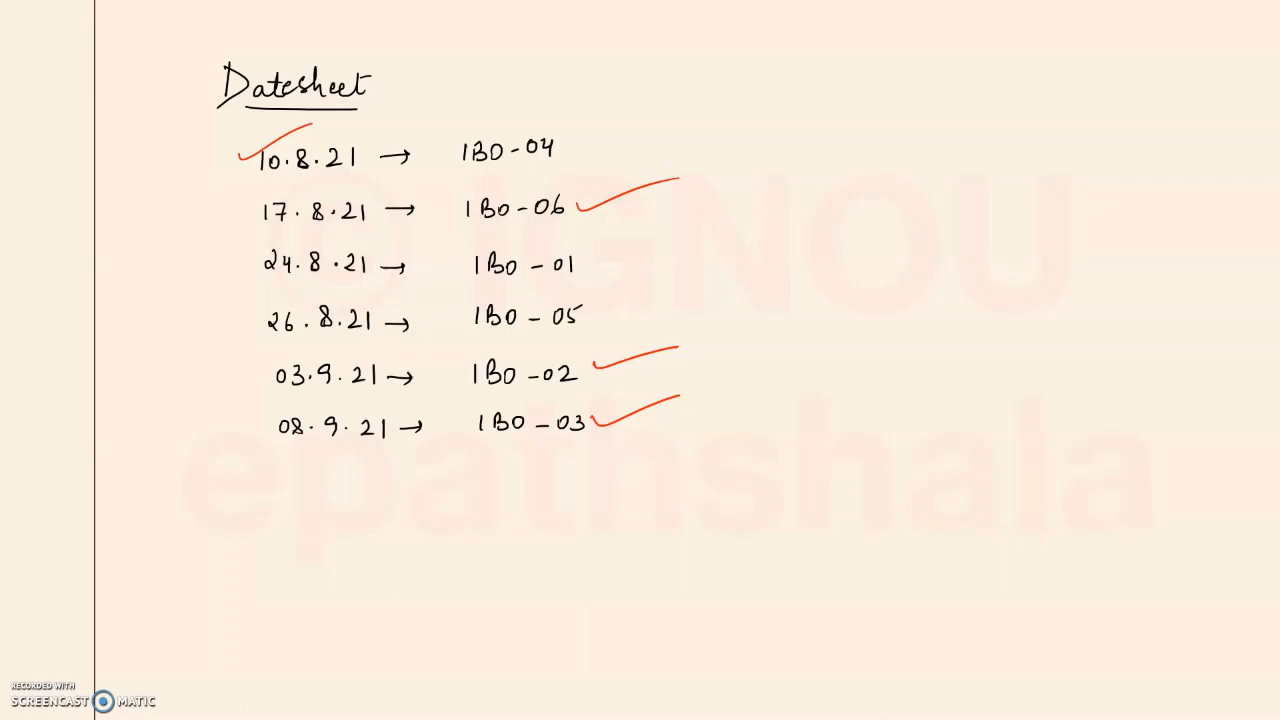 Datesheet
10.8.21 → IBO-04
17.8.21 → IBO-06
24.8.21 → IBO-01
26.8.21 → IBO-05
03.9.21 → IBO-02
08.9.21 → IBO-03
© IGNOU
epathshala
RECORDED WITH
SCREENCAST MATIC